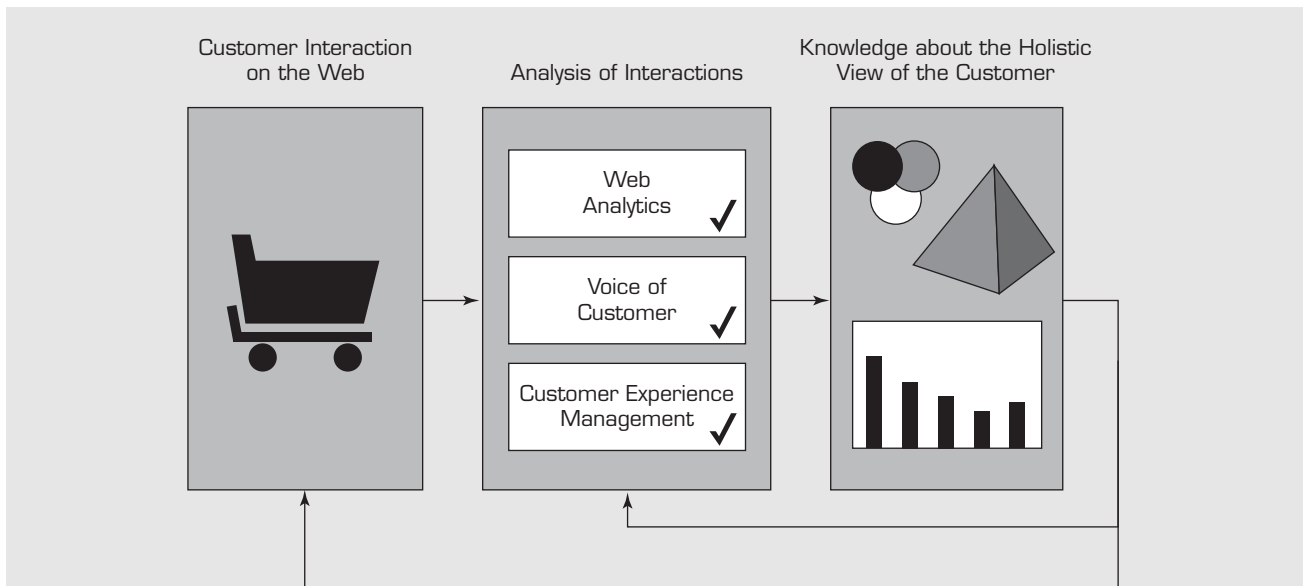 Customer Interaction
on the Web
Analysis of Interactions
Knowledge about the Holistic
View of the Customer
Web
Analytics
Voice of
Customer
Customer Experience
Management